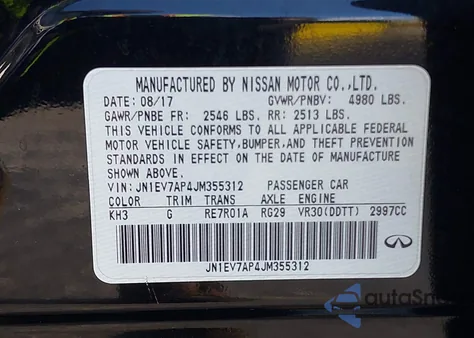 MANUFACTURED BY NISSAN MOTOR CO.,LTD.
DATE: 08/17 GVWR/PNBV: 4980 LBS.
GAWR/PNBE FR: 2546 LBS. RR: 2513 LBS.
THIS VEHICLE CONFORMS TO ALL APPLICABLE FEDERAL
MOTOR VEHICLE SAFETY,BUMPER,AND THEFT PREVENTION
STANDARDS IN EFFECT ON THE DATE OF MANUFACTURE
SHOWN ABOVE.
VIN: JN1EV7AP4JM355312 PASSENGER CAR
COLOR TRIM TRANS AXLE ENGINE
KH3 G RE7R01A RG29 VR30(DDTT) 2997CC
JN1EV7AP4JM355312